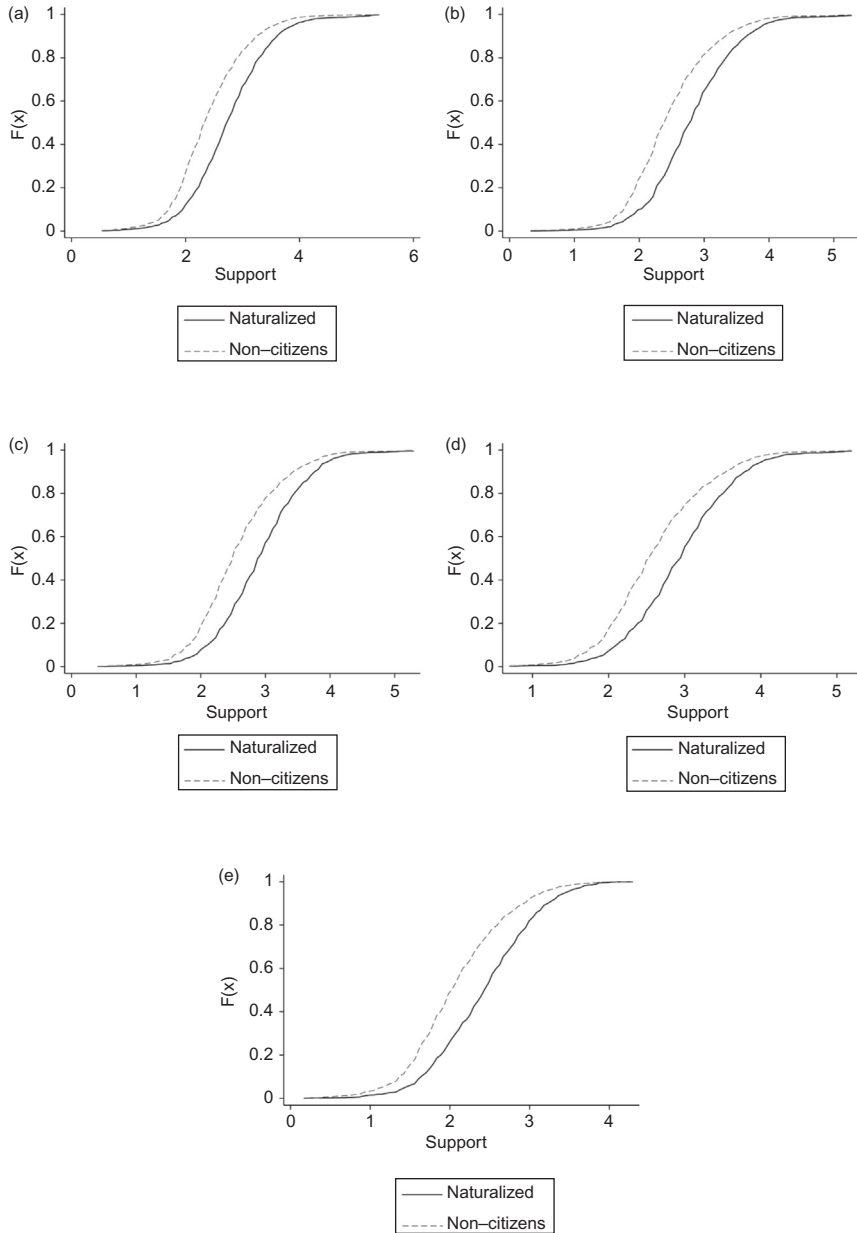 (a)
1
0.8
0.6
0.4
0.2
0
F(x)
0 2 4 6
Support
Naturalized
Non–citizens
(b)
1
0.8
0.6
0.4
0.2
0
F(x)
0 1 2 3 4 5
Support
Naturalized
Non–citizens
(c)
1
0.8
0.6
0.4
0.2
0
F(x)
0 1 2 3 4 5
Support
Naturalized
Non–citizens
(d)
1
0.8
0.6
0.4
0.2
0
F(x)
1 2 3 4 5
Support
Naturalized
Non–citizens
(e)
1
0.8
0.6
0.4
0.2
0
F(x)
0 1 2 3 4
Support
Naturalized
Non–citizens